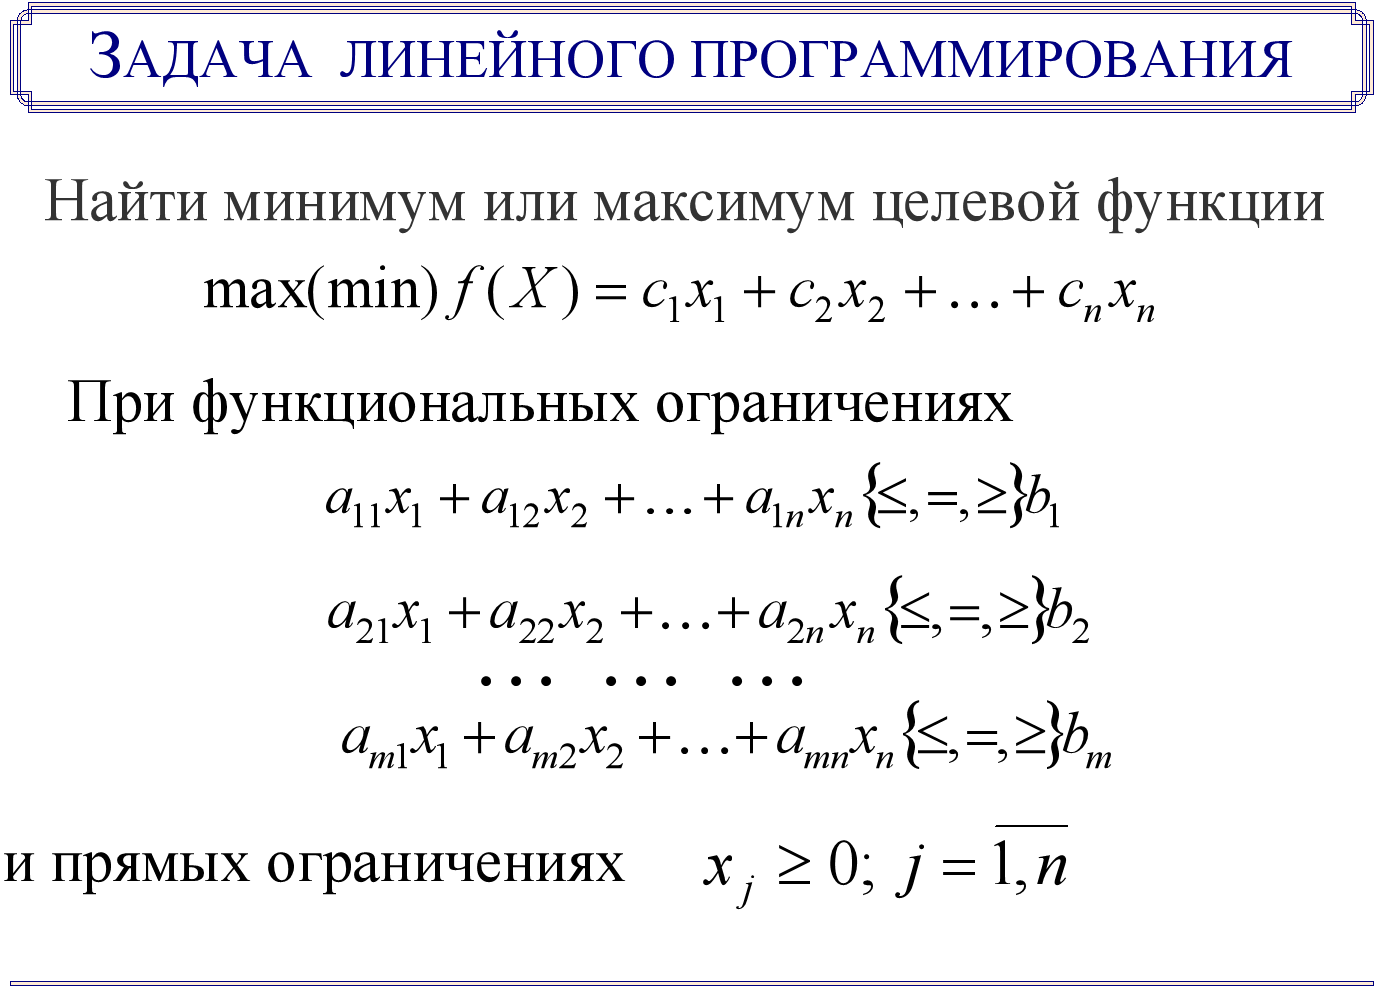 ЗАДАЧА ЛИНЕЙНОГО ПРОГРАММИРОВАНИЯ
Найти минимум или максимум целевой функции
max(min) f(X) = c₁x₁ + c₂x₂ + … + cₙxₙ
При функциональных ограничениях
a₁₁x₁ + a₁₂x₂ + … + a₁ₙxₙ {≤,=,≥} b₁
a₂₁x₁ + a₂₂x₂ + … + a₂ₙxₙ {≤,=,≥} b₂
… … …
aₘ₁x₁ + aₘ₂x₂ + … + aₘₙxₙ {≤,=,≥} bₘ
и прямых ограничениях xⱼ ≥ 0; j = 1,n